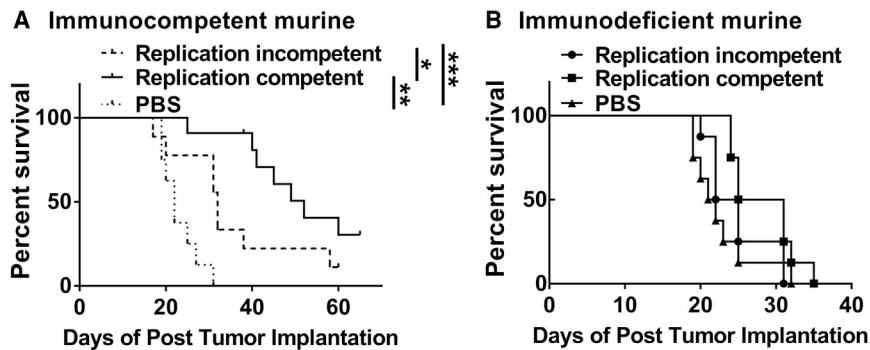 A Immunocompetent murine
Replication incompetent
Replication competent
PBS
*
**
***
Percent survival
100
50
0
0 20 40 60
Days of Post Tumor Implantation
B Immunodeficient murine
Replication incompetent
Replication competent
PBS
Percent survival
100
50
0
0 10 20 30 40
Days of Post Tumor Implantation